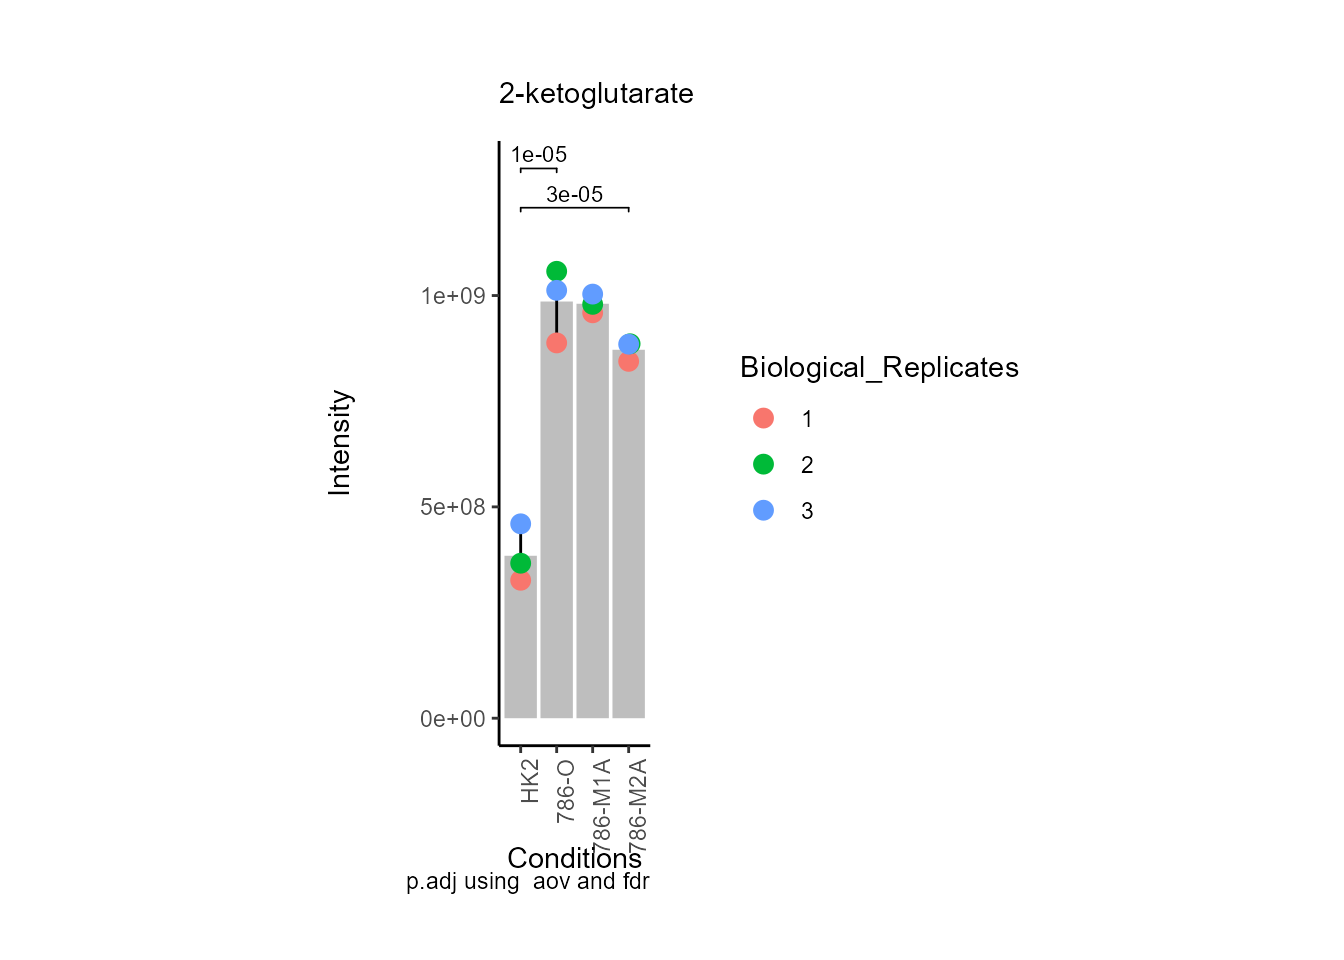 2-ketoglutarate
1e-05
3e-05
1e+09
5e+08
0e+00
Intensity
HK2
786-O
786-M1A
786-M2A
Conditions
p.adj using  aov and fdr
Biological_Replicates
1
2
3